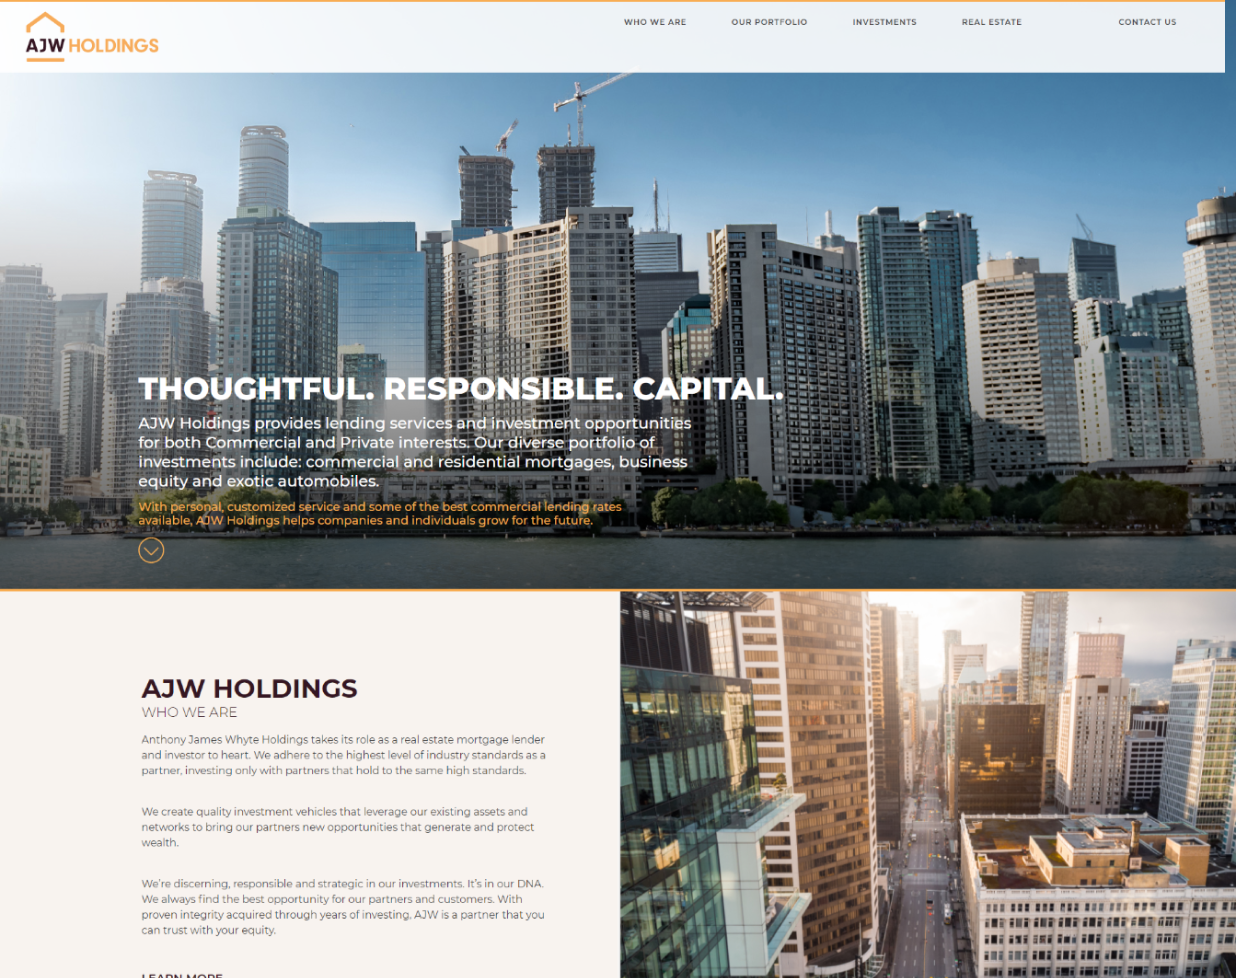 AJW HOLDINGS
WHO WE ARE
OUR PORTFOLIO
INVESTMENTS
REAL ESTATE
CONTACT US
THOUGHTFUL. RESPONSIBLE. CAPITAL.
AJW Holdings provides lending services and investment opportunities
for both Commercial and Private interests. Our diverse portfolio of
investments include: commercial and residential mortgages, business
equity and exotic automobiles.
With personal, customized service and some of the best commercial lending rates
available, AJW Holdings helps companies and individuals grow for the future.
AJW HOLDINGS
WHO WE ARE
Anthony James Whyte Holdings takes its role as a real estate mortgage lender
and investor to heart. We adhere to the highest level of industry standards as a
partner, investing only with partners that hold to the same high standards.
We create quality investment vehicles that leverage our existing assets and
networks to bring our partners new opportunities that generate and protect
wealth.
We're discerning, responsible and strategic in our investments. It's in our DNA.
We always find the best opportunity for our partners and customers. With
proven integrity acquired through years of investing, AJW is a partner that you
can trust with your equity.
LEARN MORE